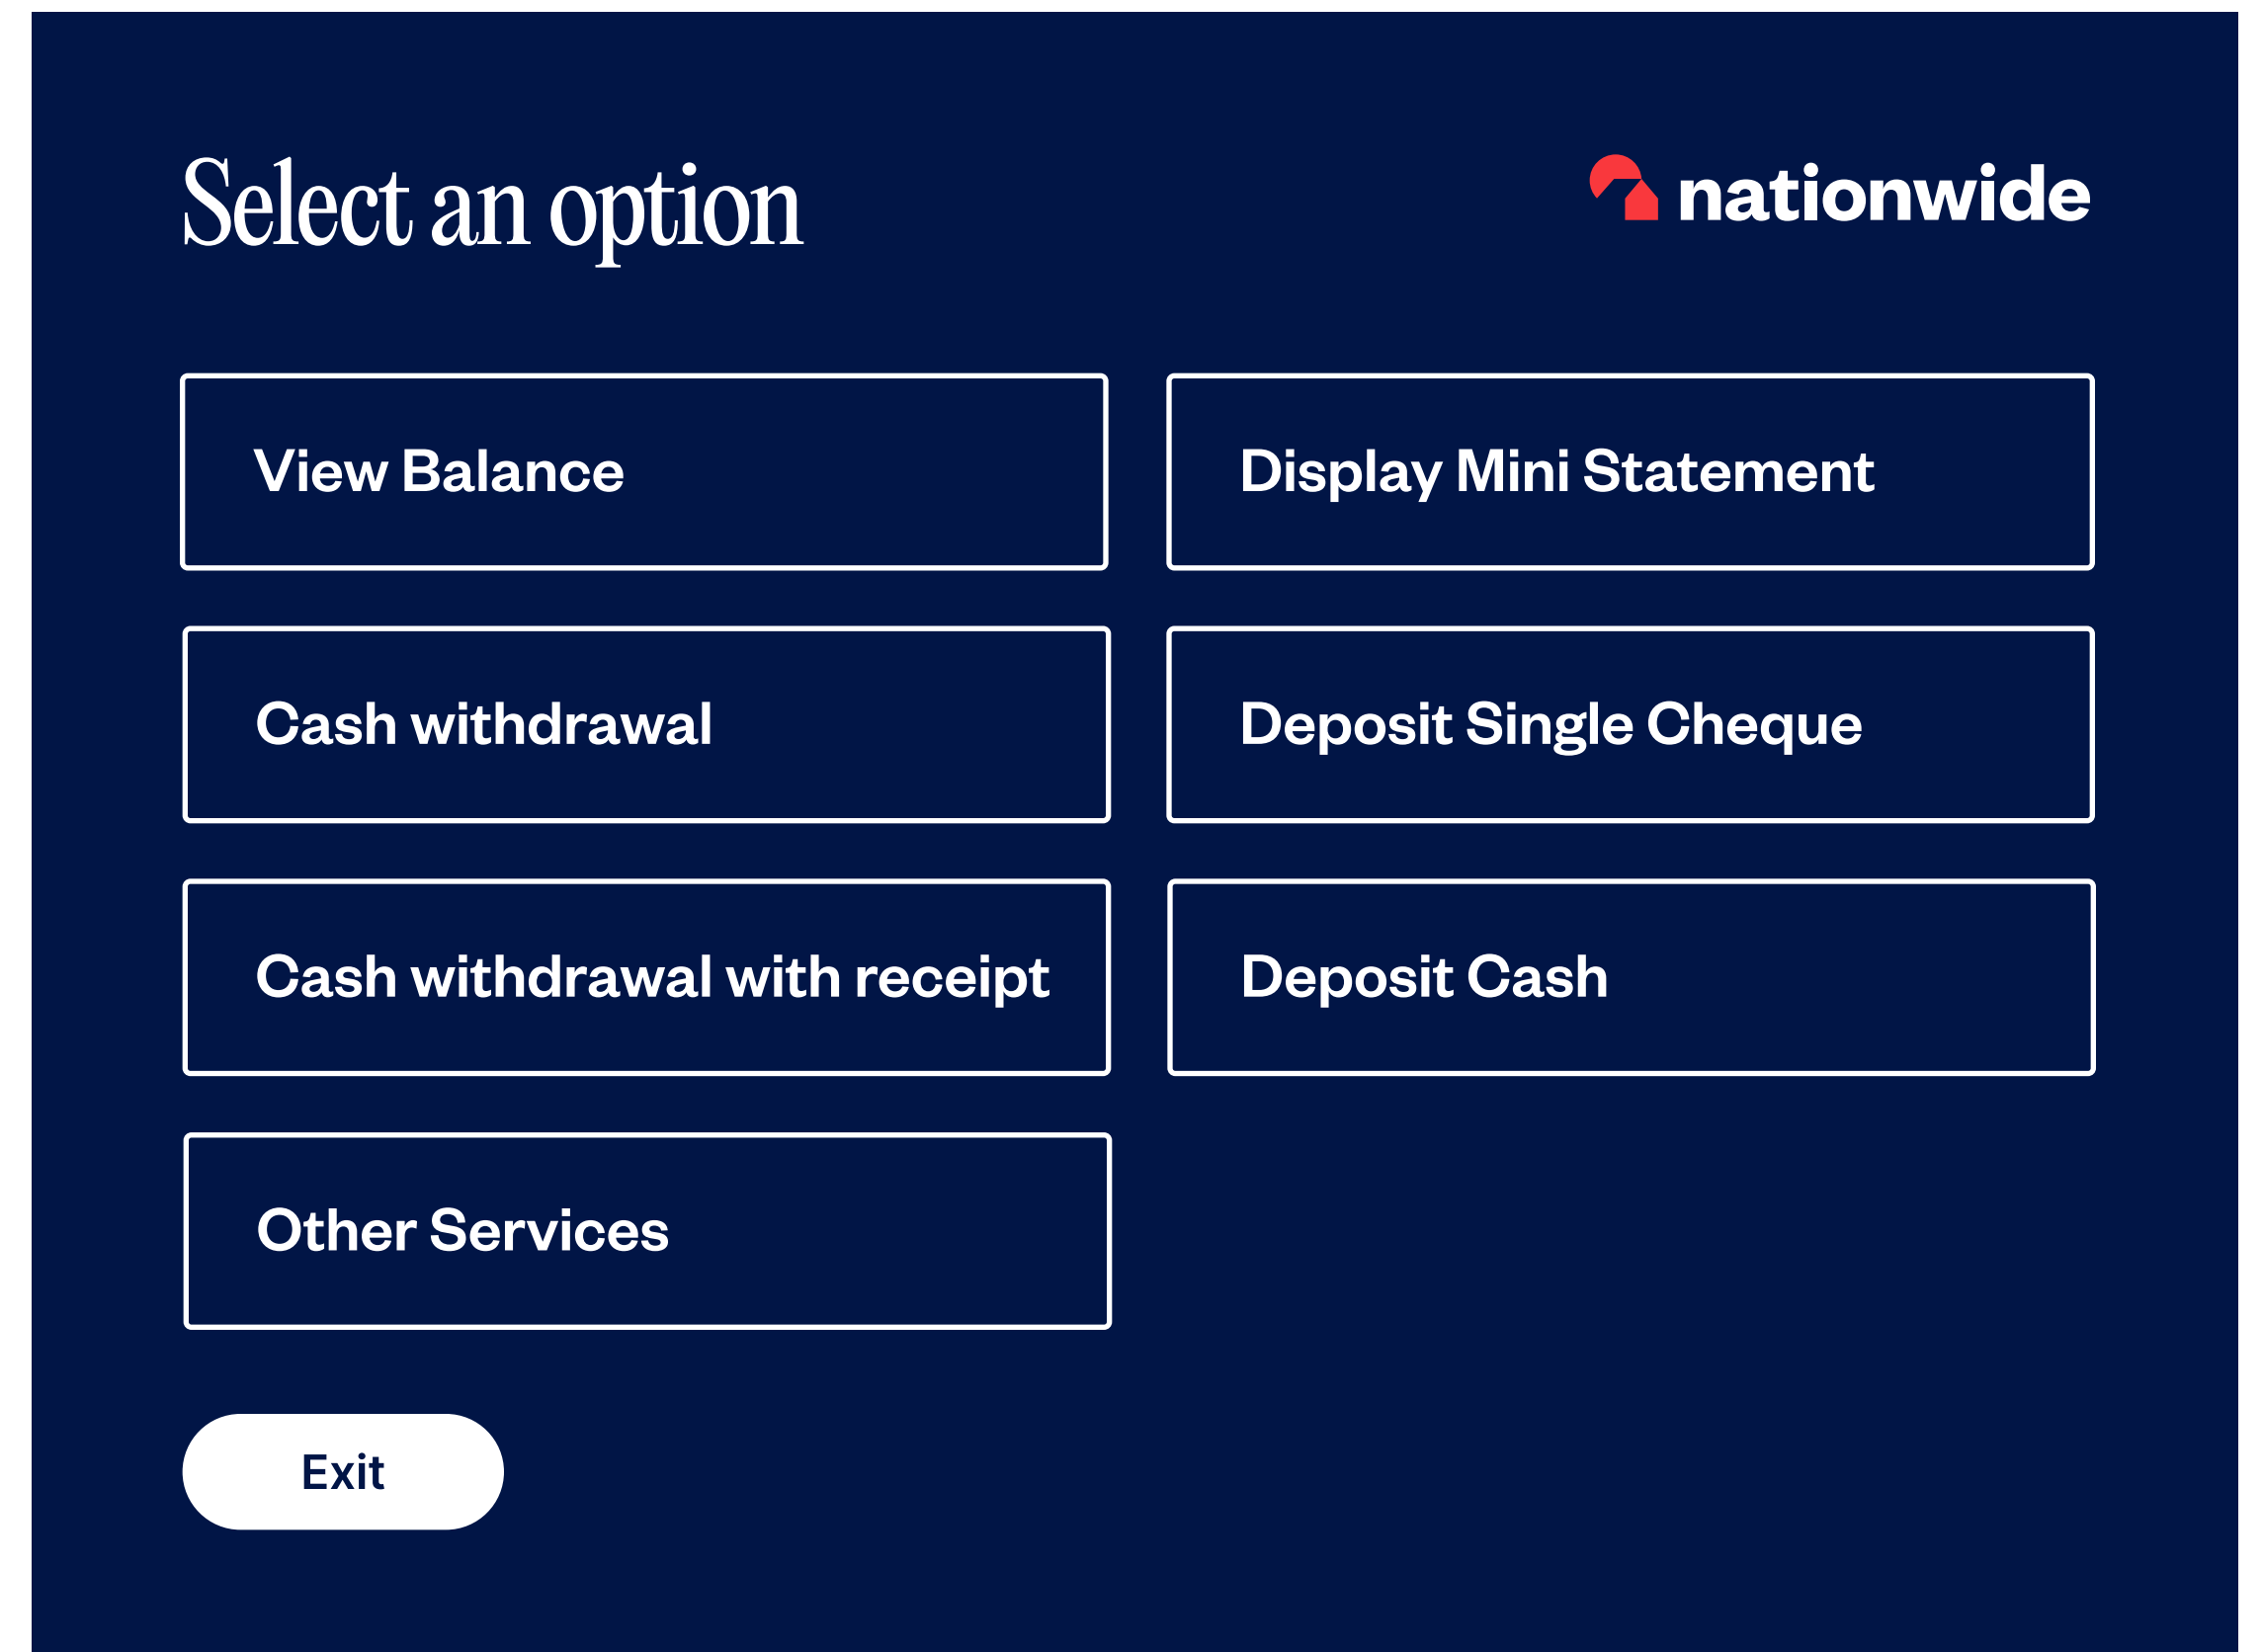 Select an option
nationwide
View Balance
Display Mini Statement
Cash withdrawal
Deposit Single Cheque
Cash withdrawal with receipt
Deposit Cash
Other Services
Exit